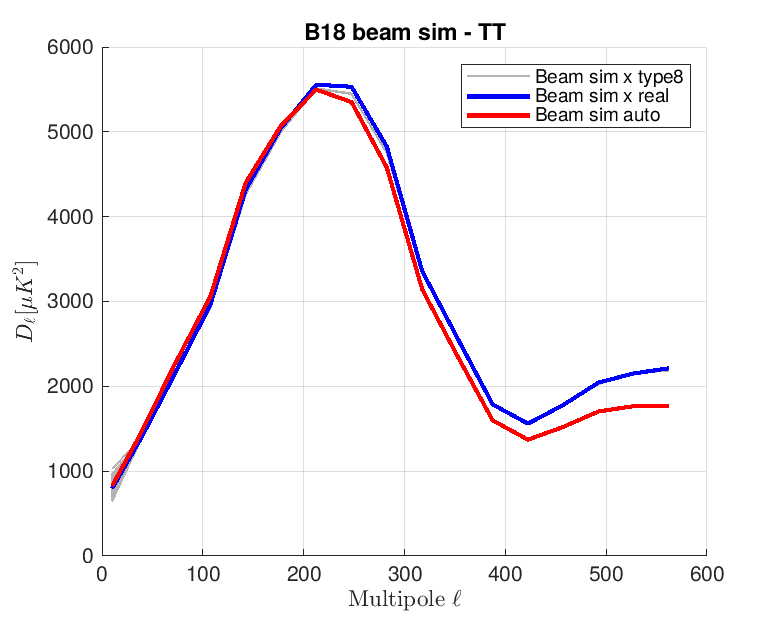 B18 beam sim - TT
6000
5000
4000
3000
2000
1000
0
0 100 200 300 400 500 600
Multipole ℓ
D_ℓ[μK²]
Beam sim x type8
Beam sim x real
Beam sim auto